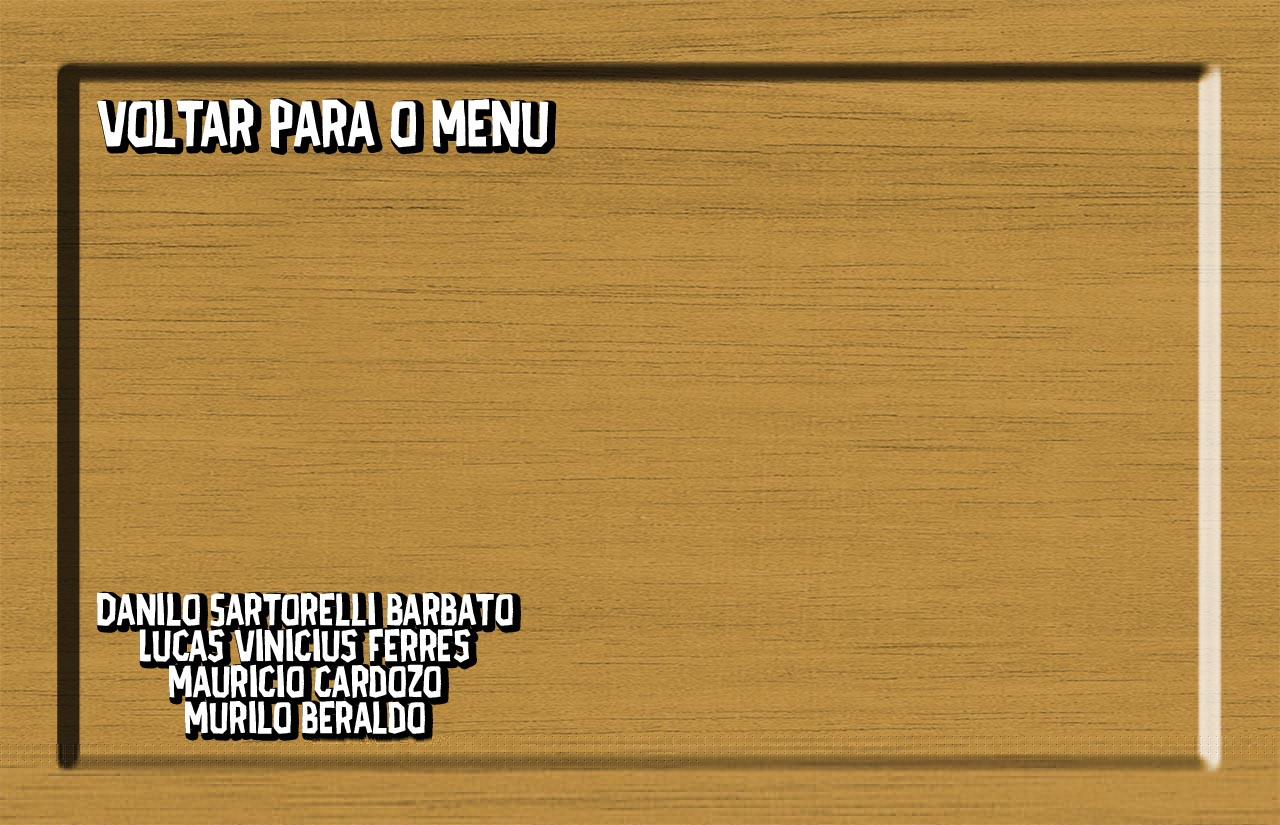 VOLTAR PARA O MENU
DANILO SARTORELLI BARBATO
LUCAS VINICIUS FERRES
MAURICIO CARDOZO
MURILO BERALDO